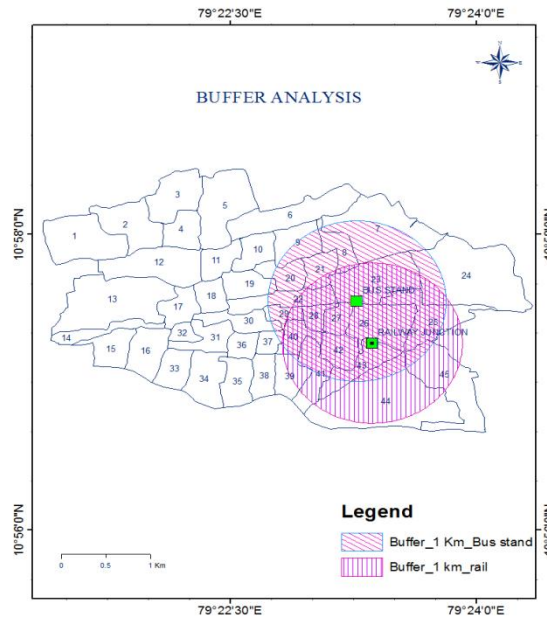 79°22'30"E 79°24'0"E
BUFFER ANALYSIS
3
5
1 2 4 6 7
10°58'0"N 10°58'0"N
9
12 11 10 8
24
20 21 23
13 18 19
17 22 BUS STAND
29 28 27 26 25
14 32 30
31 36 37 40 RAILWAY JUNCTION
15 16 42
43
33 34 35 38 39 41 45
44
Legend
Buffer_1 Km_Bus stand
Buffer_1 km_rail
0 0.5 1 Km
10°56'0"N
79°22'30"E 79°24'0"E